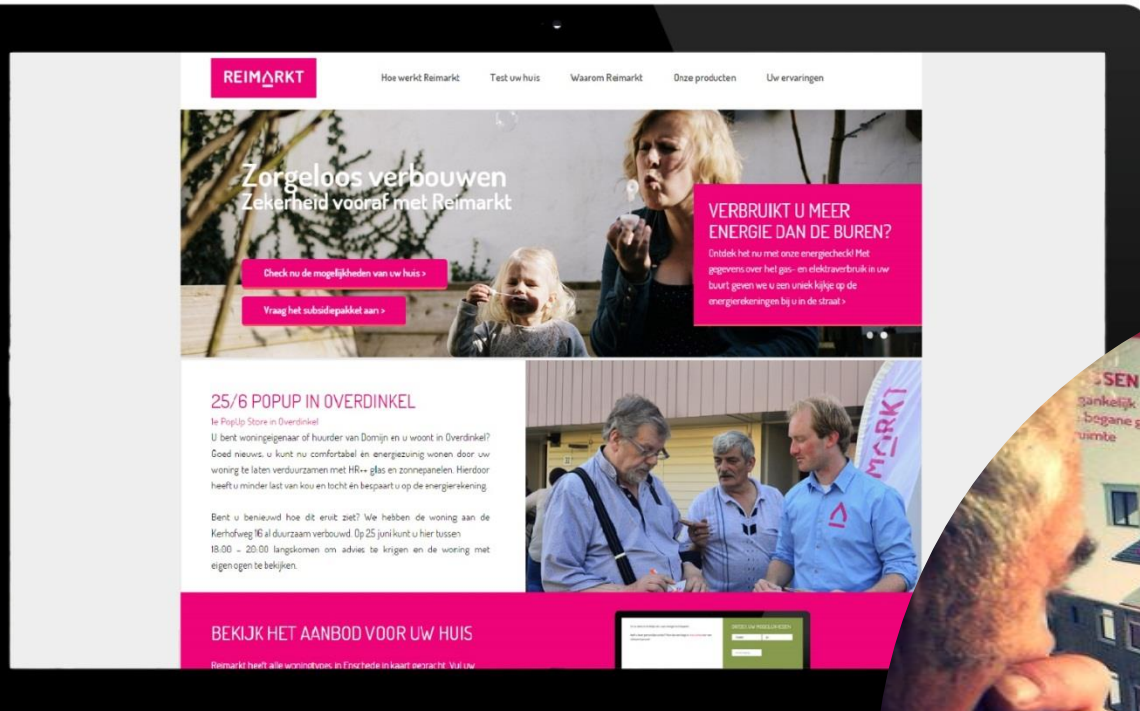 REIMARKT
Hoe werkt Reimarkt
Test uw huis
Waarom Reimarkt
Onze producten
Uw ervaringen
Zorgeloos verbouwen
Zekerheid vooraf met Reimarkt
Check nu de mogelijkheden van uw huis >
Vraag het subsidiepakket aan >
VERBRUIKT U MEER
ENERGIE DAN DE BUREN?
Ontdek het nu met onze energiecheck! Met
gegevens over het gas- en elektraverbruik in uw
buurt geven we u een uniek kijkje op de
energierekeningen bij u in de straat >
25/6 POPUP IN OVERDINKEL
1e PopUp Store in Overdinkel
U bent woningeigenaar of huurder van Domijn en u woont in Overdinkel?
Goed nieuws, u kunt nu comfortabel én energiezuinig wonen door uw
woning te laten verduurzamen met HR++ glas en zonnepanelen. Hierdoor
heeft u minder last van kou en tocht én bespaart u op de energierekening.
Bent u benieuwd hoe dit eruit ziet? We hebben de woning aan de
Kerhofweg 16 al duurzaam verbouwd. Op 25 juni kunt u hier tussen
18:00 - 20:00 langskomen om advies te krijgen en de woning met
eigen ogen te bekijken.
MARKT
BEKIJK HET AANBOD VOOR UW HUIS
Reimarkt heeft alle woningtypes in Enschede in kaart gebracht. Vul uw
ONTDEK UW MOGELIJKHEDEN
SSEN
gankelijk
begane g
uimte